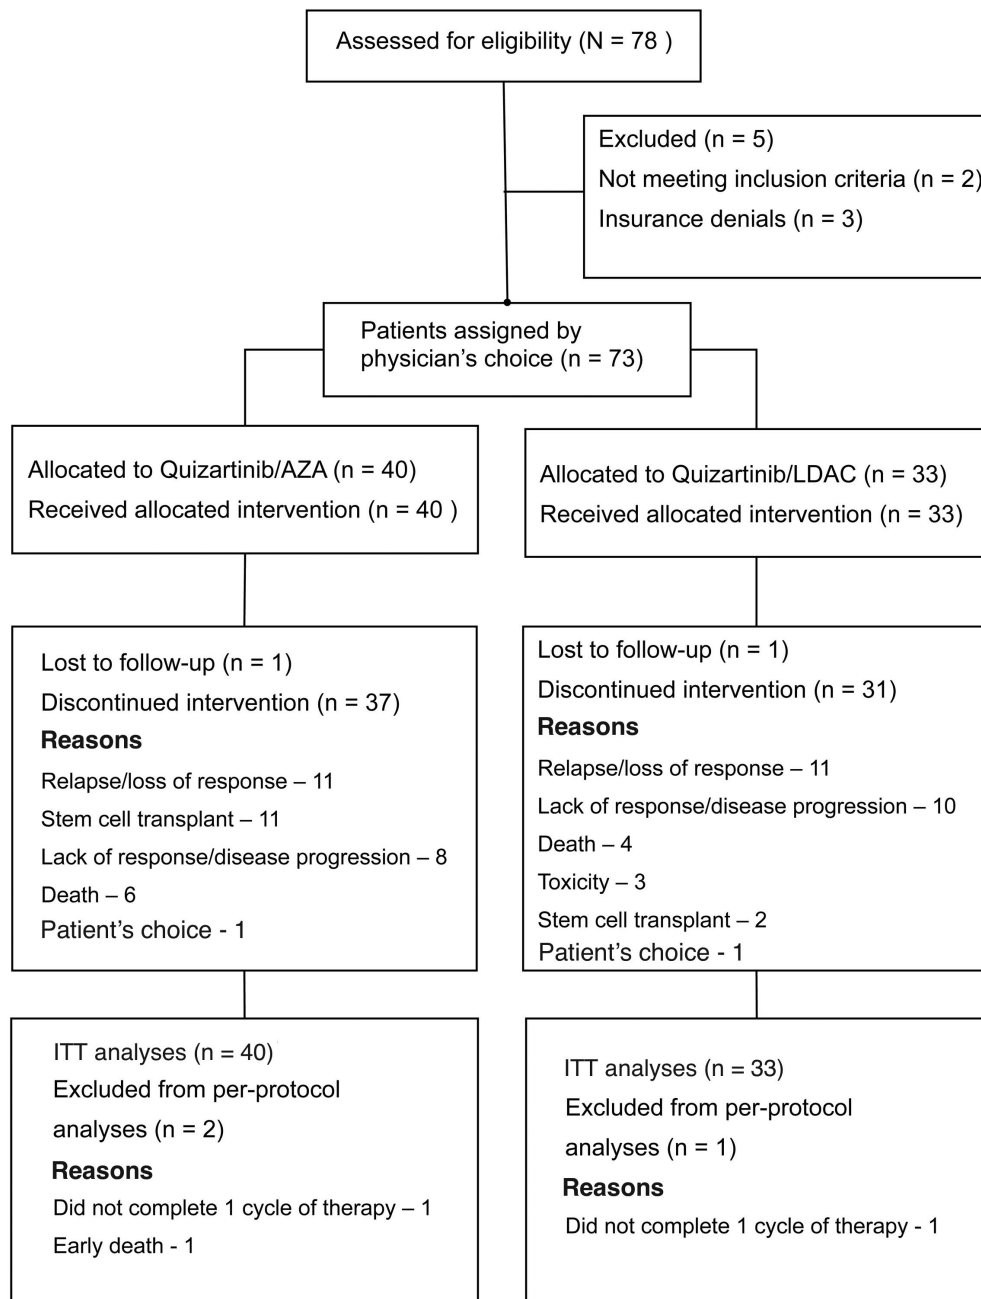 Assessed for eligibility (N = 78 )
Excluded (n = 5)
Not meeting inclusion criteria (n = 2)
Insurance denials (n = 3)
Patients assigned by
physician’s choice (n = 73)
Allocated to Quizartinib/AZA (n = 40)
Received allocated intervention (n = 40 )
Allocated to Quizartinib/LDAC (n = 33)
Received allocated intervention (n = 33)
Lost to follow-up (n = 1)
Discontinued intervention (n = 37)
Reasons
Relapse/loss of response – 11
Stem cell transplant – 11
Lack of response/disease progression – 8
Death – 6
Patient’s choice - 1
Lost to follow-up (n = 1)
Discontinued intervention (n = 31)
Reasons
Relapse/loss of response – 11
Lack of response/disease progression – 10
Death – 4
Toxicity – 3
Stem cell transplant – 2
Patient’s choice - 1
ITT analyses (n = 40)
Excluded from per-protocol
analyses (n = 2)
Reasons
Did not complete 1 cycle of therapy – 1
Early death - 1
ITT analyses (n = 33)
Excluded from per-protocol
analyses (n = 1)
Reasons
Did not complete 1 cycle of therapy - 1